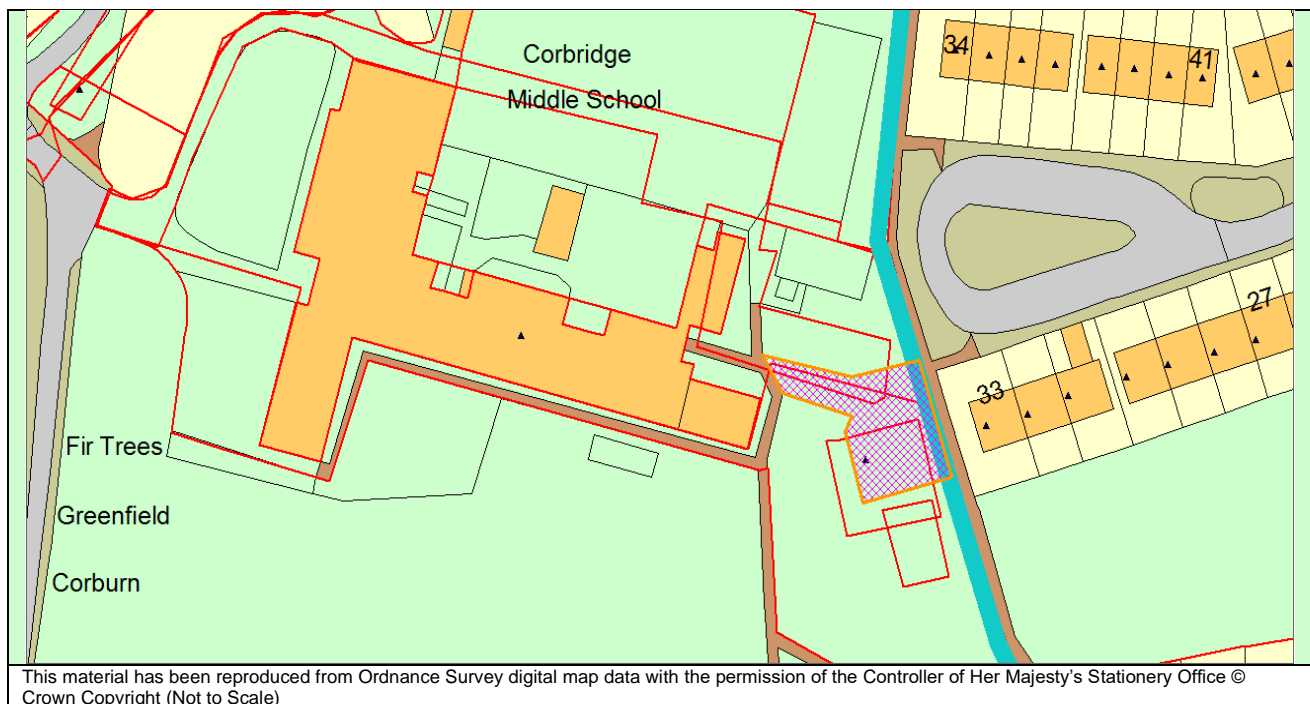 34
41
Corbridge
Middle School
27
33
Fir Trees
Greenfield
Corburn
This material has been reproduced from Ordnance Survey digital map data with the permission of the Controller of Her Majesty's Stationery Office ©
Crown Copyright (Not to Scale)